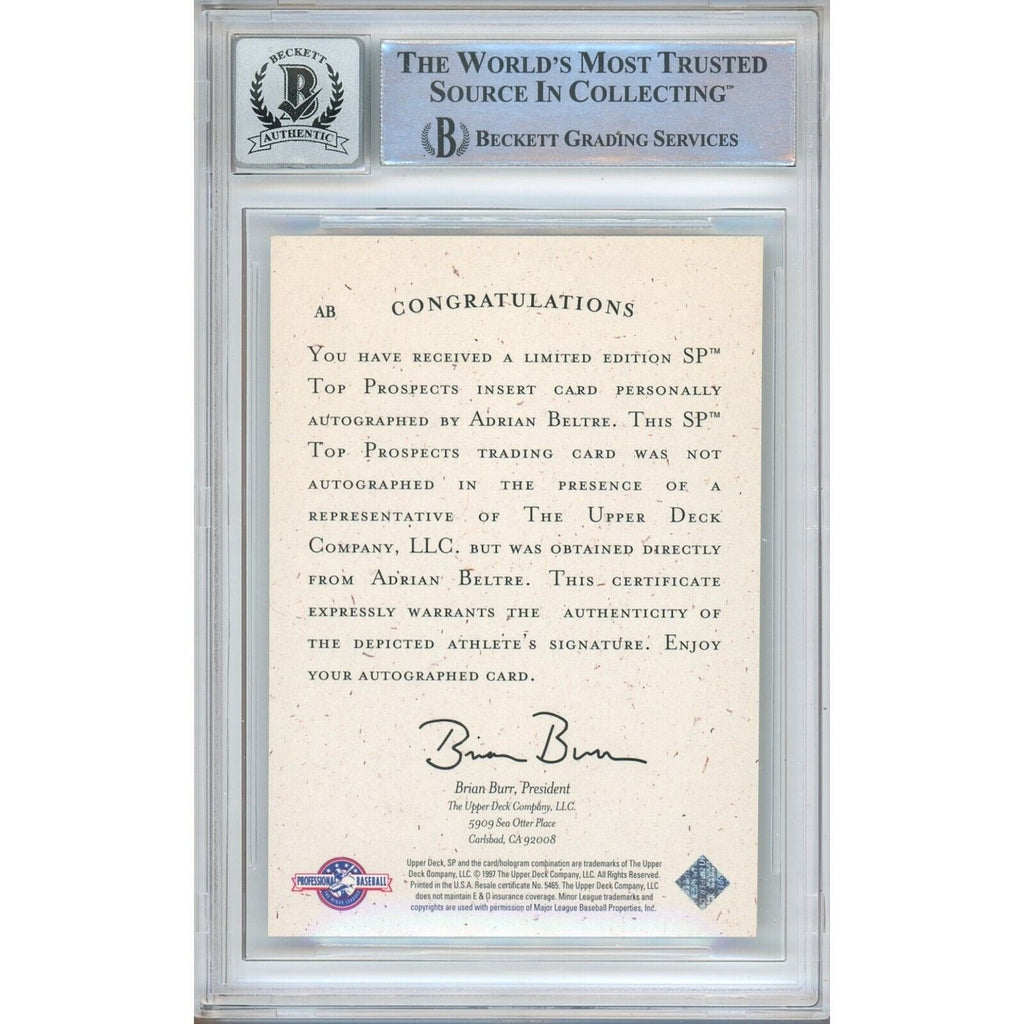 BECKETT
B
AUTHENTIC
THE WORLD'S MOST TRUSTED
SOURCE IN COLLECTING™
B BECKETT GRADING SERVICES
AB CONGRATULATIONS
YOU HAVE RECEIVED A LIMITED EDITION SP™
TOP PROSPECTS INSERT CARD PERSONALLY
AUTOGRAPHED BY ADRIAN BELTRE. THIS SP™
TOP PROSPECTS TRADING CARD WAS NOT
AUTOGRAPHED IN THE PRESENCE OF A
REPRESENTATIVE OF THE UPPER DECK
COMPANY, LLC. BUT WAS OBTAINED DIRECTLY
FROM ADRIAN BELTRE. THIS CERTIFICATE
EXPRESSLY WARRANTS THE AUTHENTICITY OF
THE DEPICTED ATHLETE'S SIGNATURE. ENJOY
YOUR AUTOGRAPHED CARD.
Brian Burr
Brian Burr, President
The Upper Deck Company, LLC.
5909 Sea Otter Place
Carlsbad, CA 92008
Upper Deck, SP and the card/hologram combination are trademarks of The Upper
Deck Company, LLC. © 1997 The Upper Deck Company, LLC. All Rights Reserved.
Printed in the U.S.A. Resale certificate No. 5465. The Upper Deck Company, LLC
does not maintain E & O insurance coverage. Minor League trademarks and
copyrights are used with permission of Major League Baseball Properties, Inc.
PROFESSIONAL BASEBALL